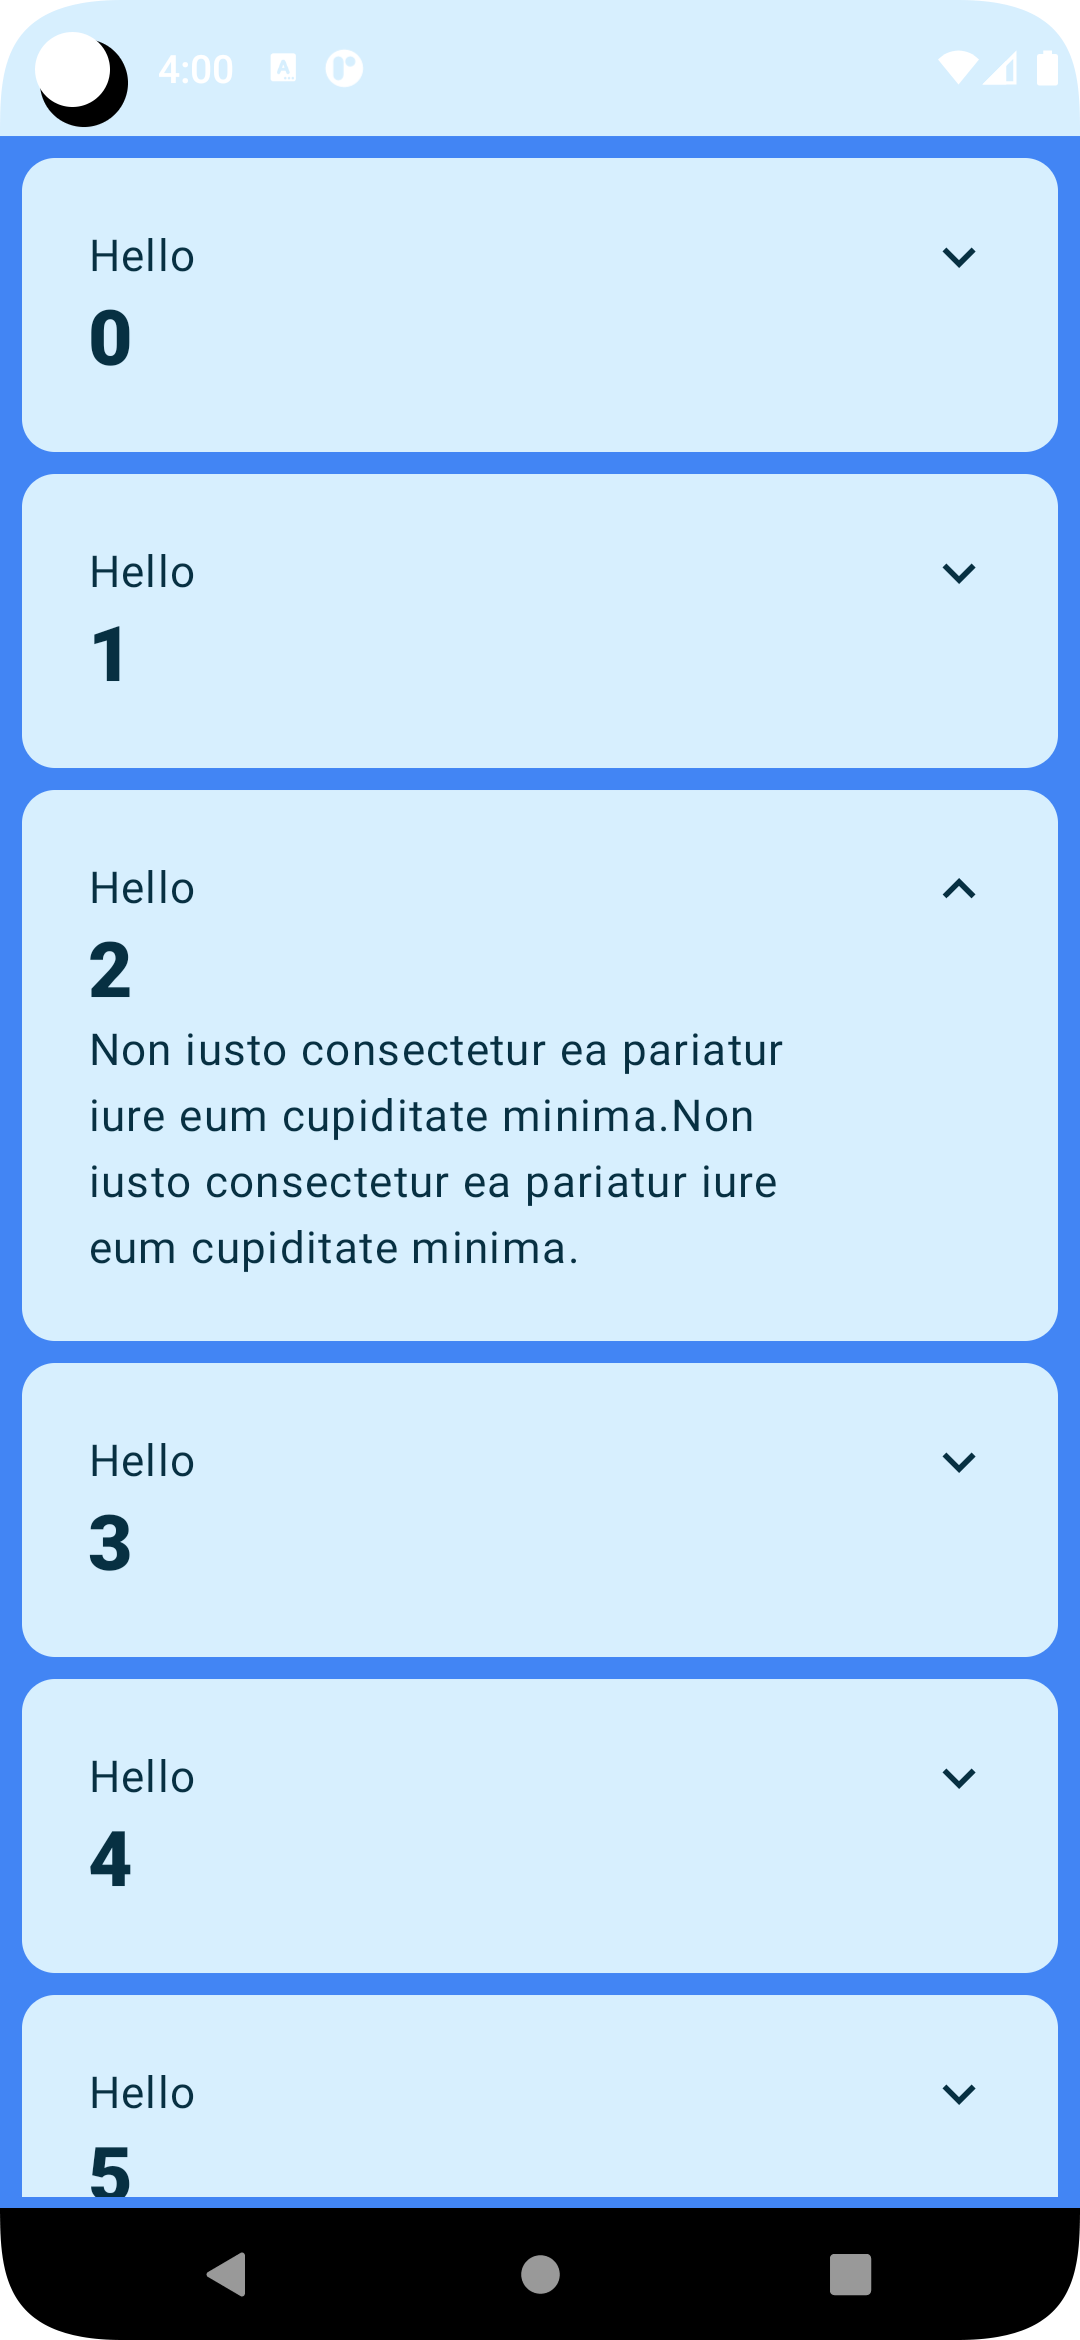 4:00
Hello
0
Hello
1
Hello
2
Non iusto consectetur ea pariatur
iure eum cupiditate minima.Non
iusto consectetur ea pariatur iure
eum cupiditate minima.
Hello
3
Hello
4
Hello
5